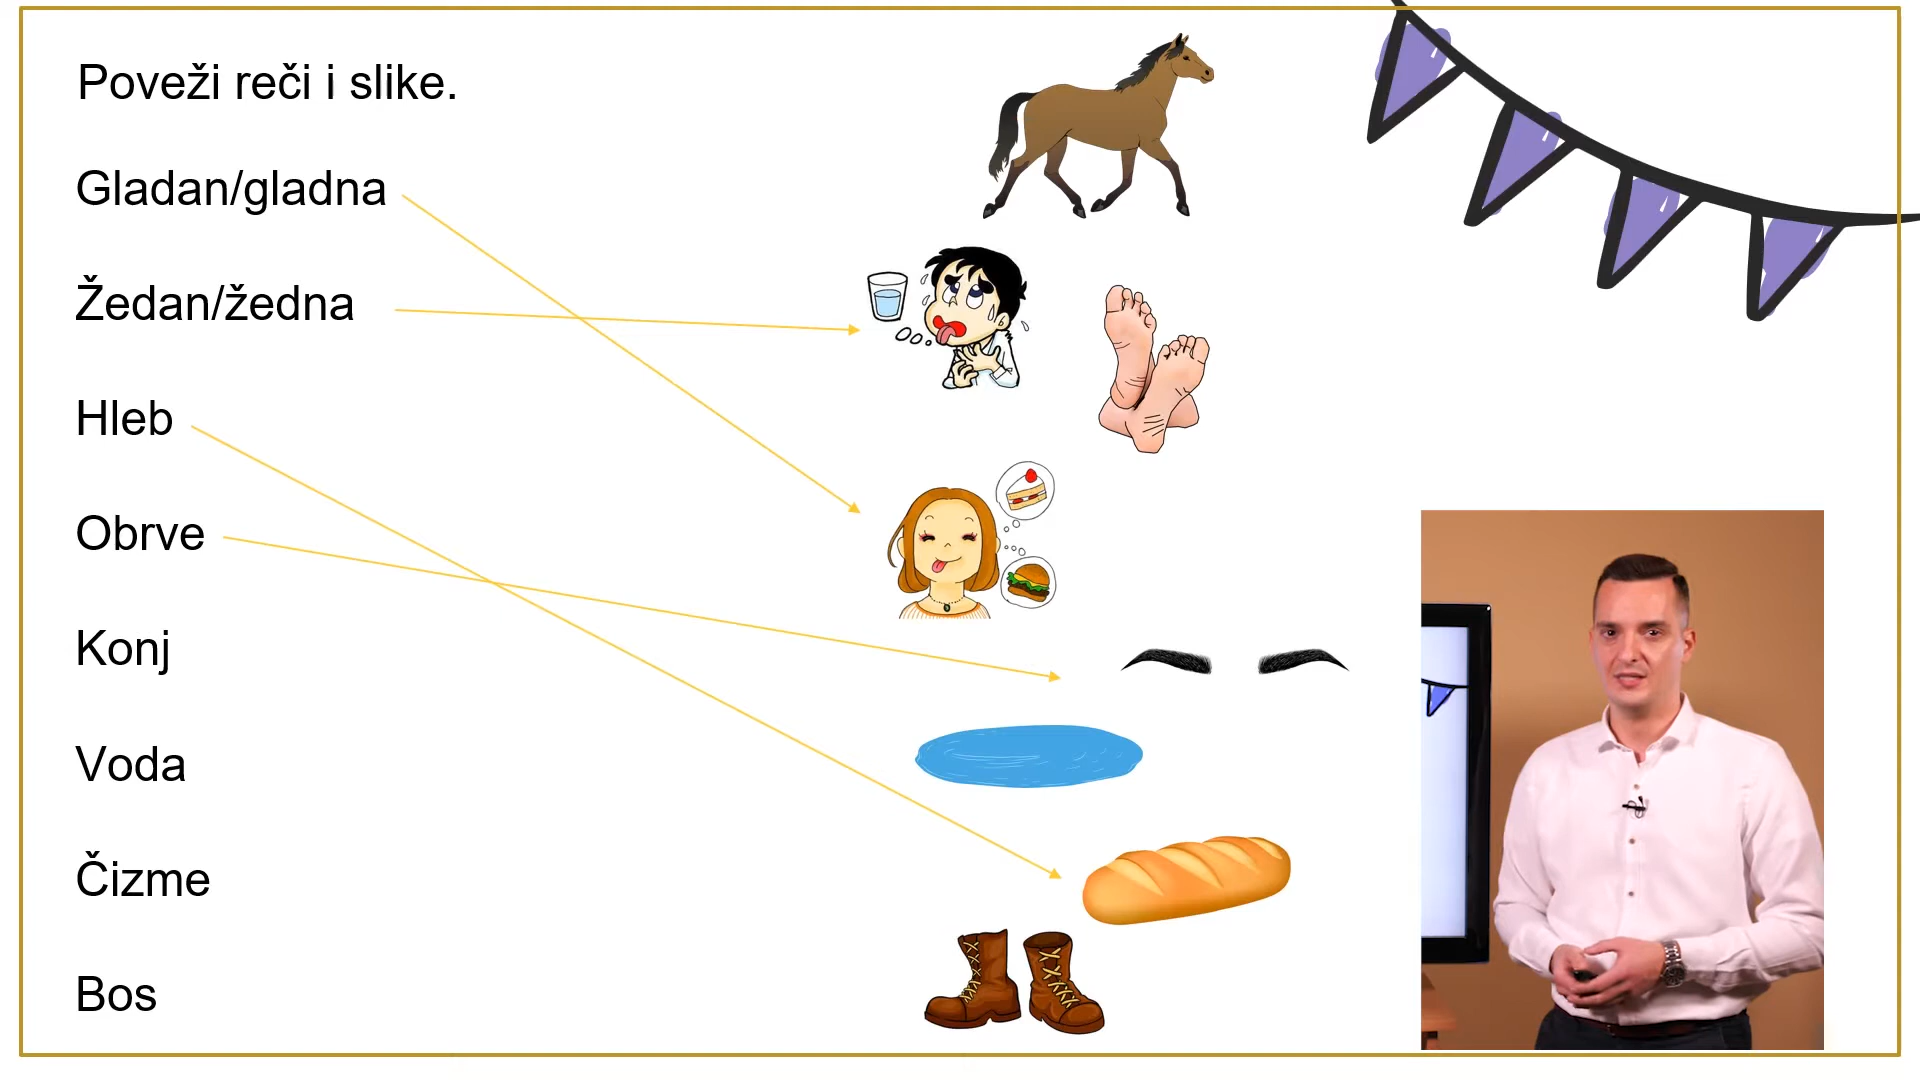 Poveži reči i slike.
Gladan/gladna
Žedan/žedna
Hleb
Obrve
Konj
Voda
Čizme
Bos